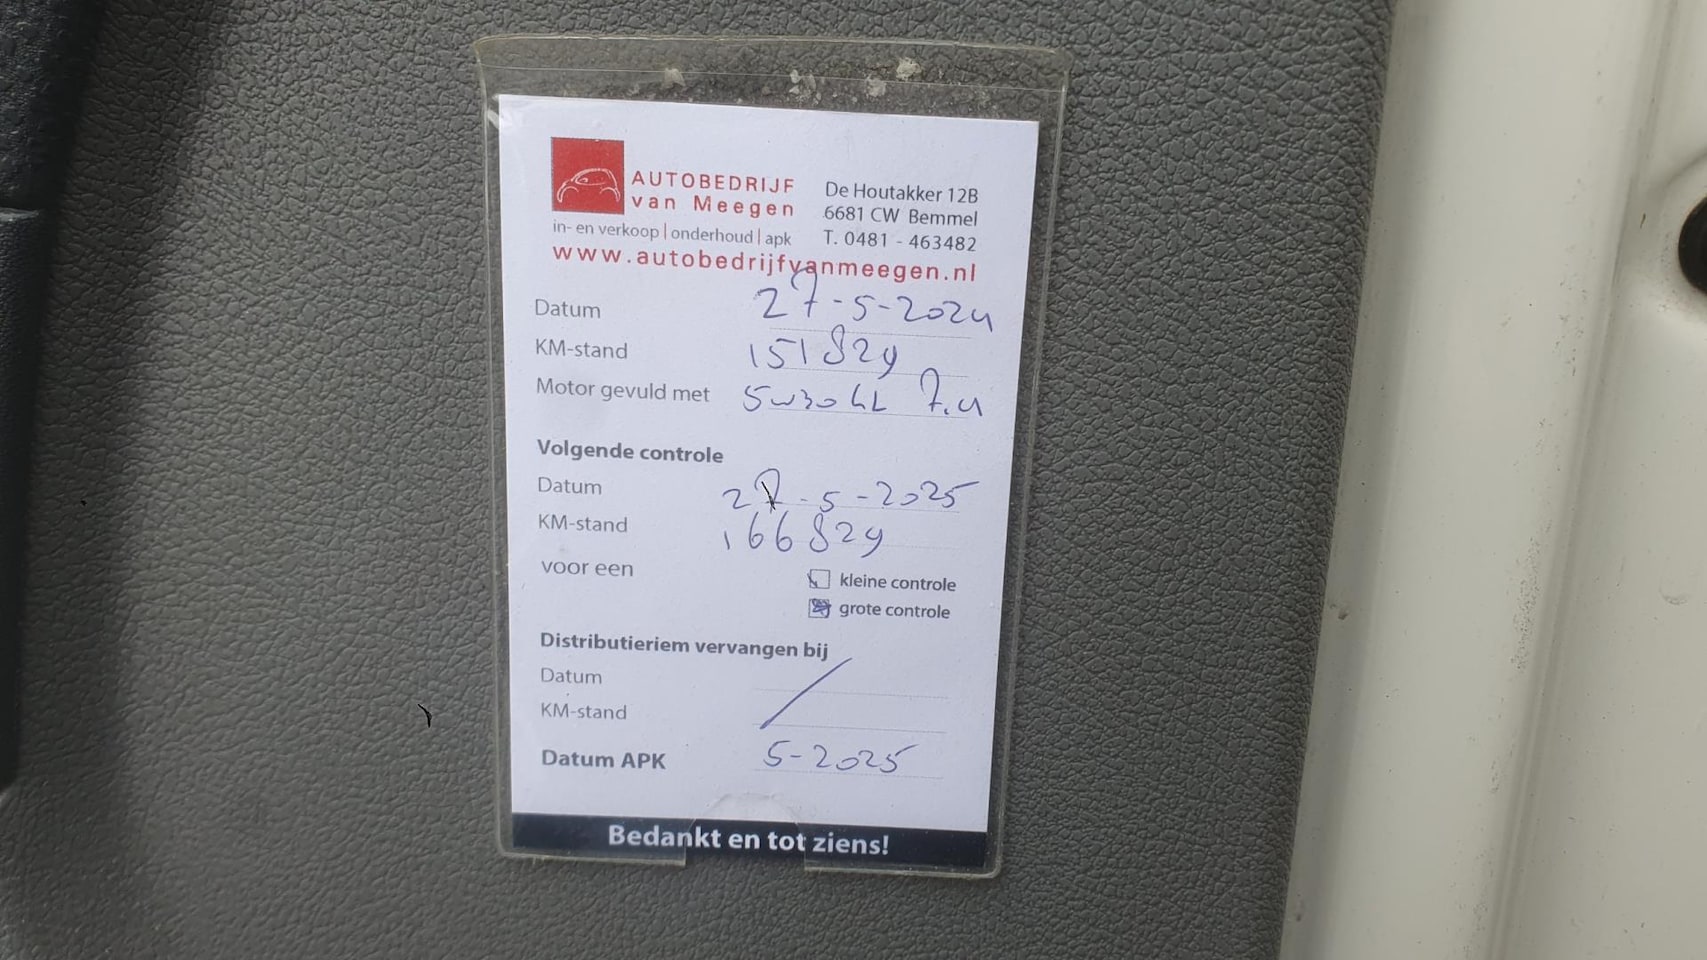 AUTOBEDRIJF
van Meegen
in- en verkoop | onderhoud | apk
De Houtakker 12B
6681 CW Bemmel
T. 0481 - 463482
www.autobedrijfvanmeegen.nl
Datum 27-5-2024
KM-stand 151829
Motor gevuld met 5w30 LL 7.4
Volgende controle
Datum 27-5-2025
KM-stand 166829
voor een
kleine controle
grote controle
Distributieriem vervangen bij
Datum
KM-stand
Datum APK 5-2025
Bedankt en tot ziens!